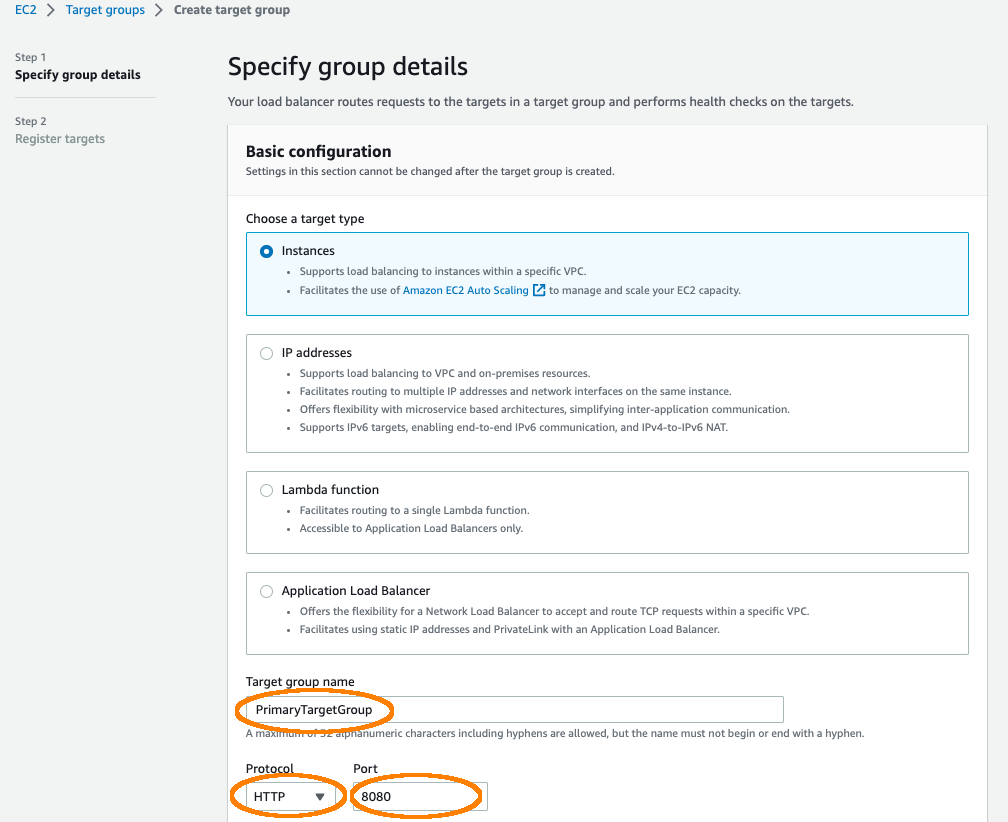 EC2 > Target groups > Create target group
Step 1
Specify group details
Step 2
Register targets
Specify group details
Your load balancer routes requests to the targets in a target group and performs health checks on the targets.
Basic configuration
Settings in this section cannot be changed after the target group is created.
Choose a target type
Instances
• Supports load balancing to instances within a specific VPC.
• Facilitates the use of Amazon EC2 Auto Scaling to manage and scale your EC2 capacity.
IP addresses
• Supports load balancing to VPC and on-premises resources.
• Facilitates routing to multiple IP addresses and network interfaces on the same instance.
• Offers flexibility with microservice based architectures, simplifying inter-application communication.
• Supports IPv6 targets, enabling end-to-end IPv6 communication, and IPv4-to-IPv6 NAT.
Lambda function
• Facilitates routing to a single Lambda function.
• Accessible to Application Load Balancers only.
Application Load Balancer
• Offers the flexibility for a Network Load Balancer to accept and route TCP requests within a specific VPC.
• Facilitates using static IP addresses and PrivateLink with an Application Load Balancer.
Target group name
PrimaryTargetGroup
A maximum of 32 alphanumeric characters including hyphens are allowed, but the name must not begin or end with a hyphen.
Protocol Port
HTTP 8080